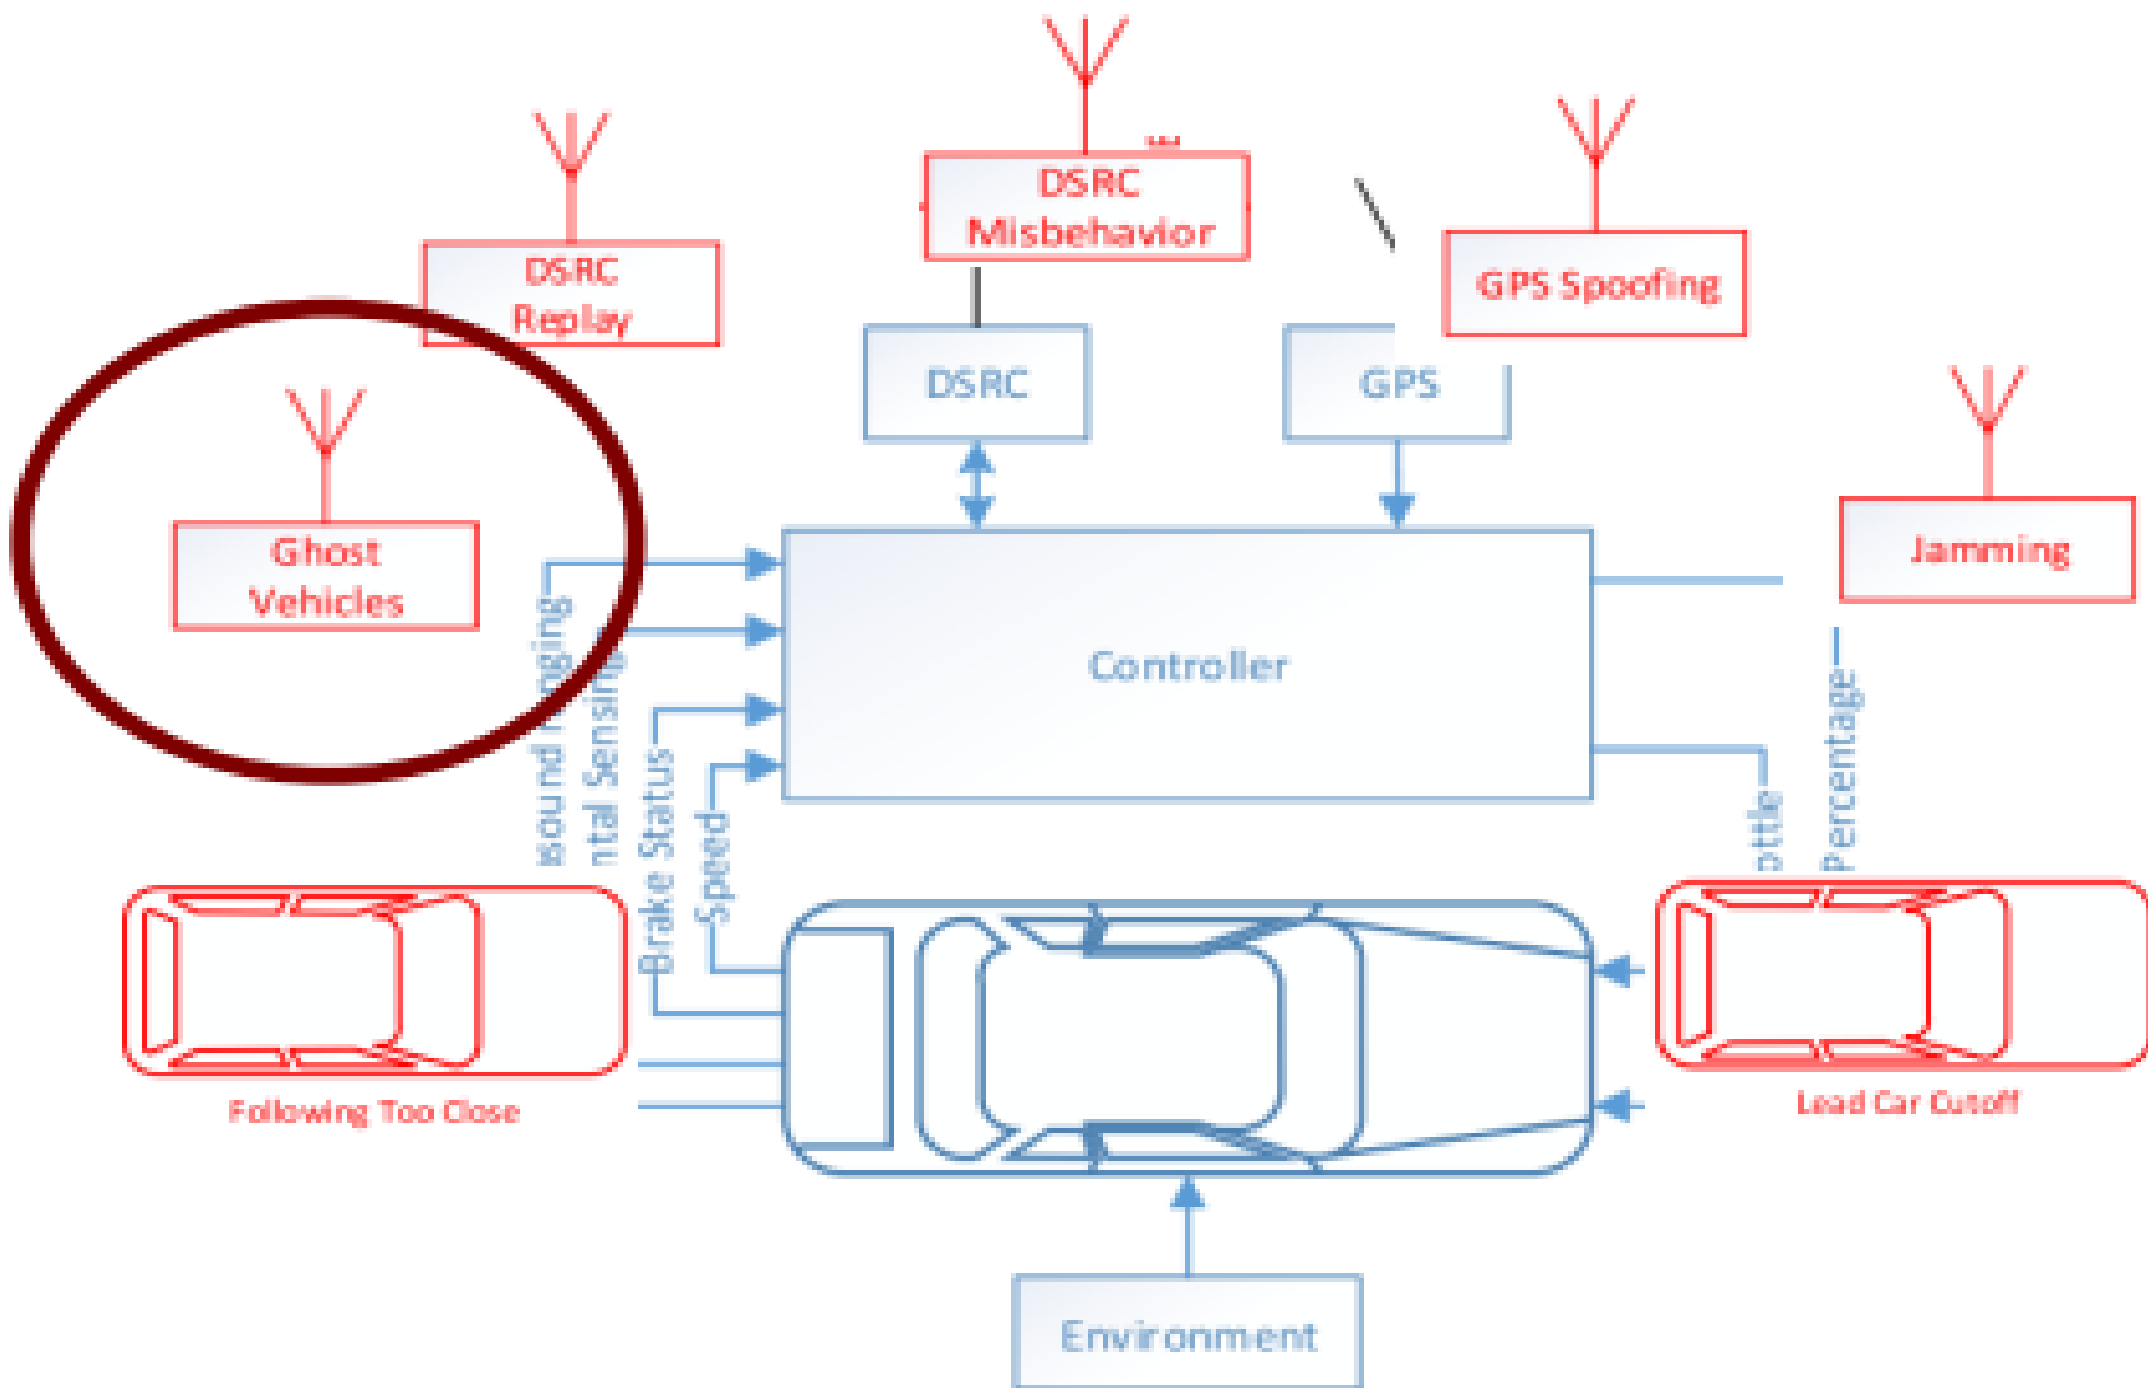 DSRC
Misbehavior
DSRC
Replay
GPS Spoofing
DSRC
GPS
Ghost
Vehicles
Jamming
Controller
Sensing
Brake Status
Speed
Percentage
Following Too Close
Lead Car Cutoff
Environment